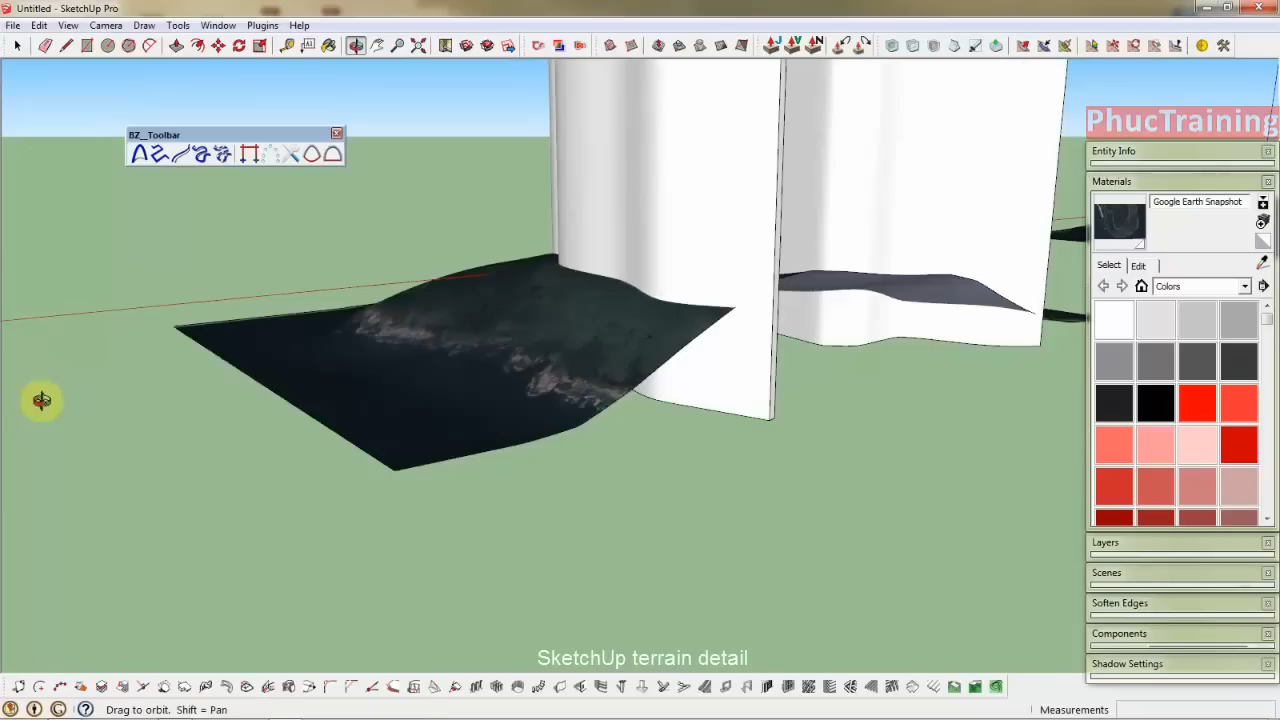 Untitled - SketchUp Pro
File Edit View Camera Draw Tools Window Plugins Help
BZ__Toolbar
PhucTraining
Entity Info
Materials
Google Earth Snapshot
Select Edit
Colors
Layers
Scenes
Soften Edges
Components
Shadow Settings
SketchUp terrain detail
Drag to orbit. Shift = Pan
Measurements